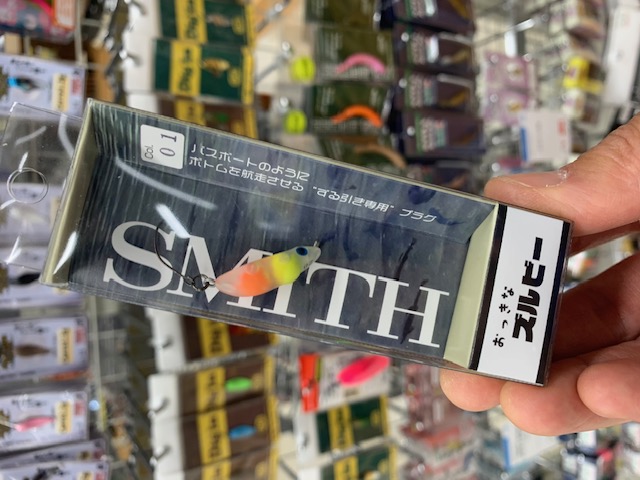 COL.
01
バスボートのように
ボトムを航走させる "ずる引き専用" プラグ
SMITH
おっきな
ズルビー